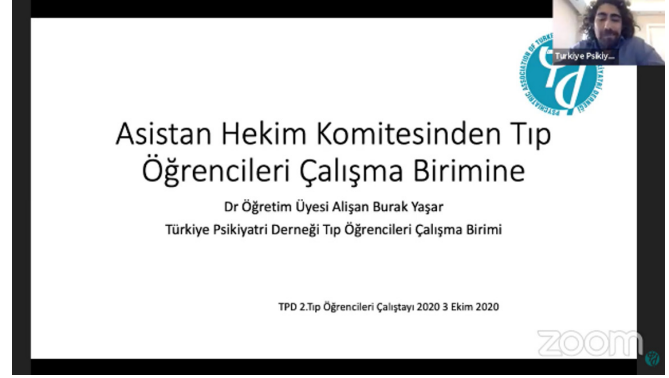 Turkiye Psikiy...
Asistan Hekim Komitesinden Tıp
Öğrencileri Çalışma Birimine
Dr Öğretim Üyesi Alişan Burak Yaşar
Türkiye Psikiyatri Derneği Tıp Öğrencileri Çalışma Birimi
TPD 2.Tıp Öğrencileri Çalıştayı 2020 3 Ekim 2020
zoom